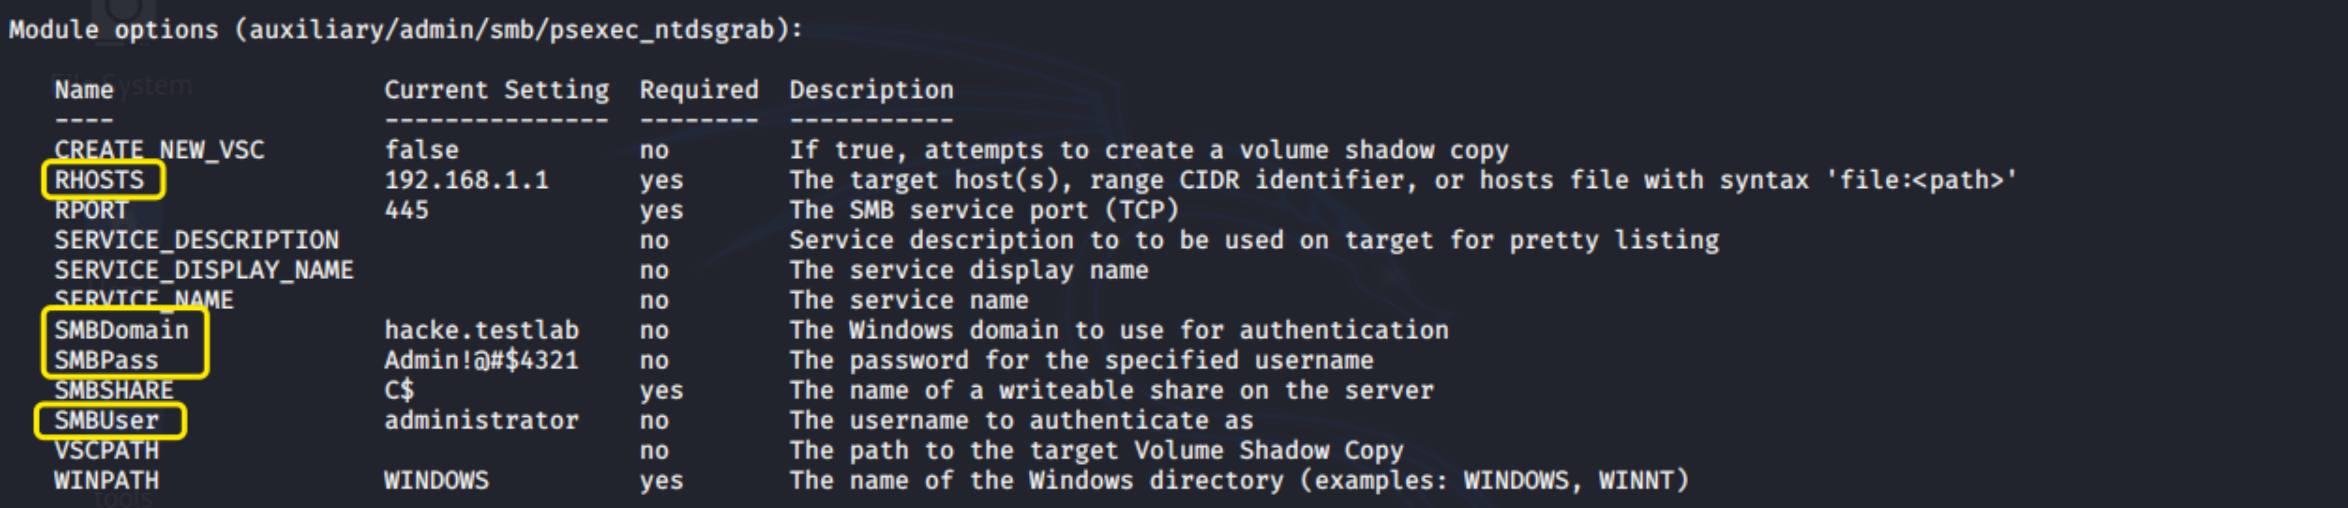 Module options (auxiliary/admin/smb/psexec_ntdsgrab):
File System
Name Current Setting Required Description
---- --------------- -------- -----------
CREATE_NEW_VSC false no If true, attempts to create a volume shadow copy
RHOSTS 192.168.1.1 yes The target host(s), range CIDR identifier, or hosts file with syntax 'file:<path>'
RPORT 445 yes The SMB service port (TCP)
SERVICE_DESCRIPTION no Service description to to be used on target for pretty listing
SERVICE_DISPLAY_NAME no The service display name
SERVICE_NAME no The service name
SMBDomain hacke.testlab no The Windows domain to use for authentication
SMBPass Admin!@#$4321 no The password for the specified username
SMBSHARE C$ yes The name of a writeable share on the server
SMBUser administrator no The username to authenticate as
VSCPATH no The path to the target Volume Shadow Copy
WINPATH WINDOWS yes The name of the Windows directory (examples: WINDOWS, WINNT)
tools